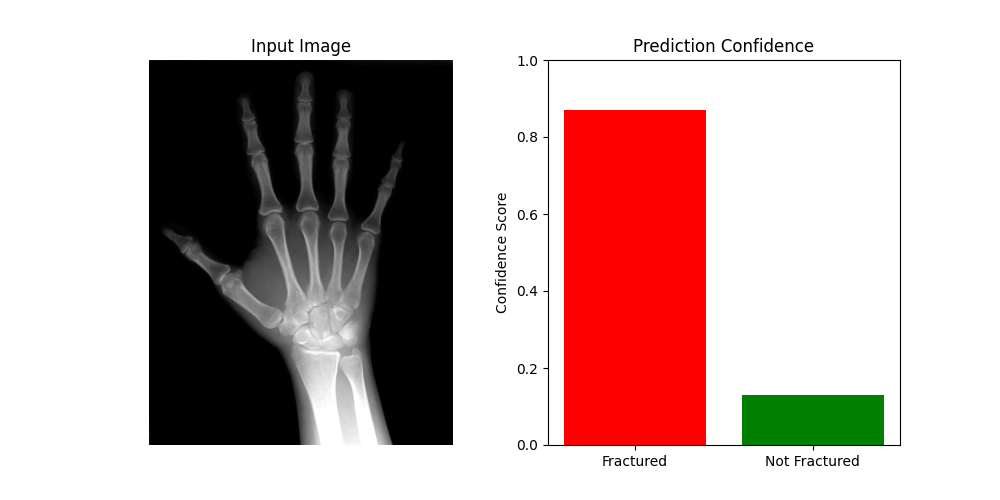 Input Image
Prediction Confidence
Confidence Score
1.0
0.8
0.6
0.4
0.2
0.0
Fractured
Not Fractured